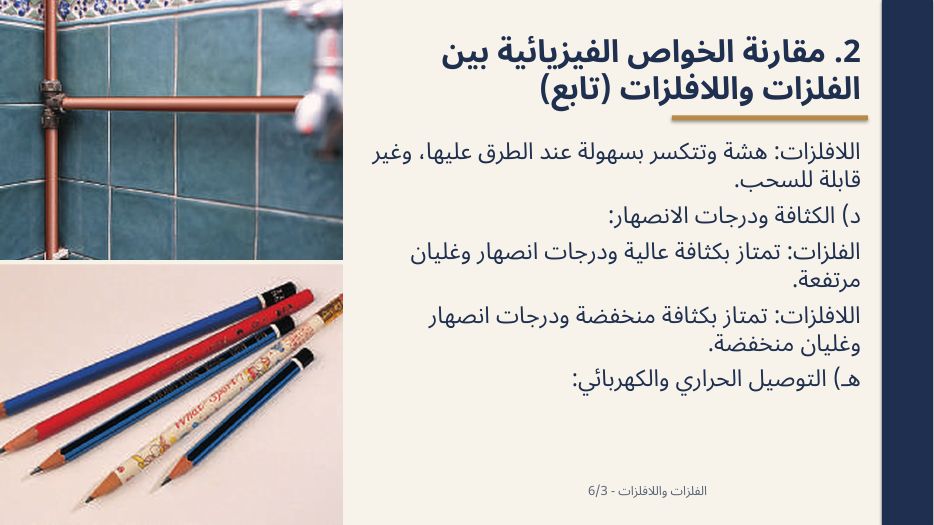 2. مقارنة الخواص الفيزيائية بين
الفلزات واللافلزات (تابع)
اللافلزات: هشة وتتكسر بسهولة عند الطرق عليها، وغير
قابلة للسحب.
د) الكثافة ودرجات الانصهار:
الفلزات: تمتاز بكثافة عالية ودرجات انصهار وغليان
مرتفعة.
اللافلزات: تمتاز بكثافة منخفضة ودرجات انصهار
وغليان منخفضة.
هـ) التوصيل الحراري والكهربائي:
What Sport?
الفلزات واللافلزات - 6/3